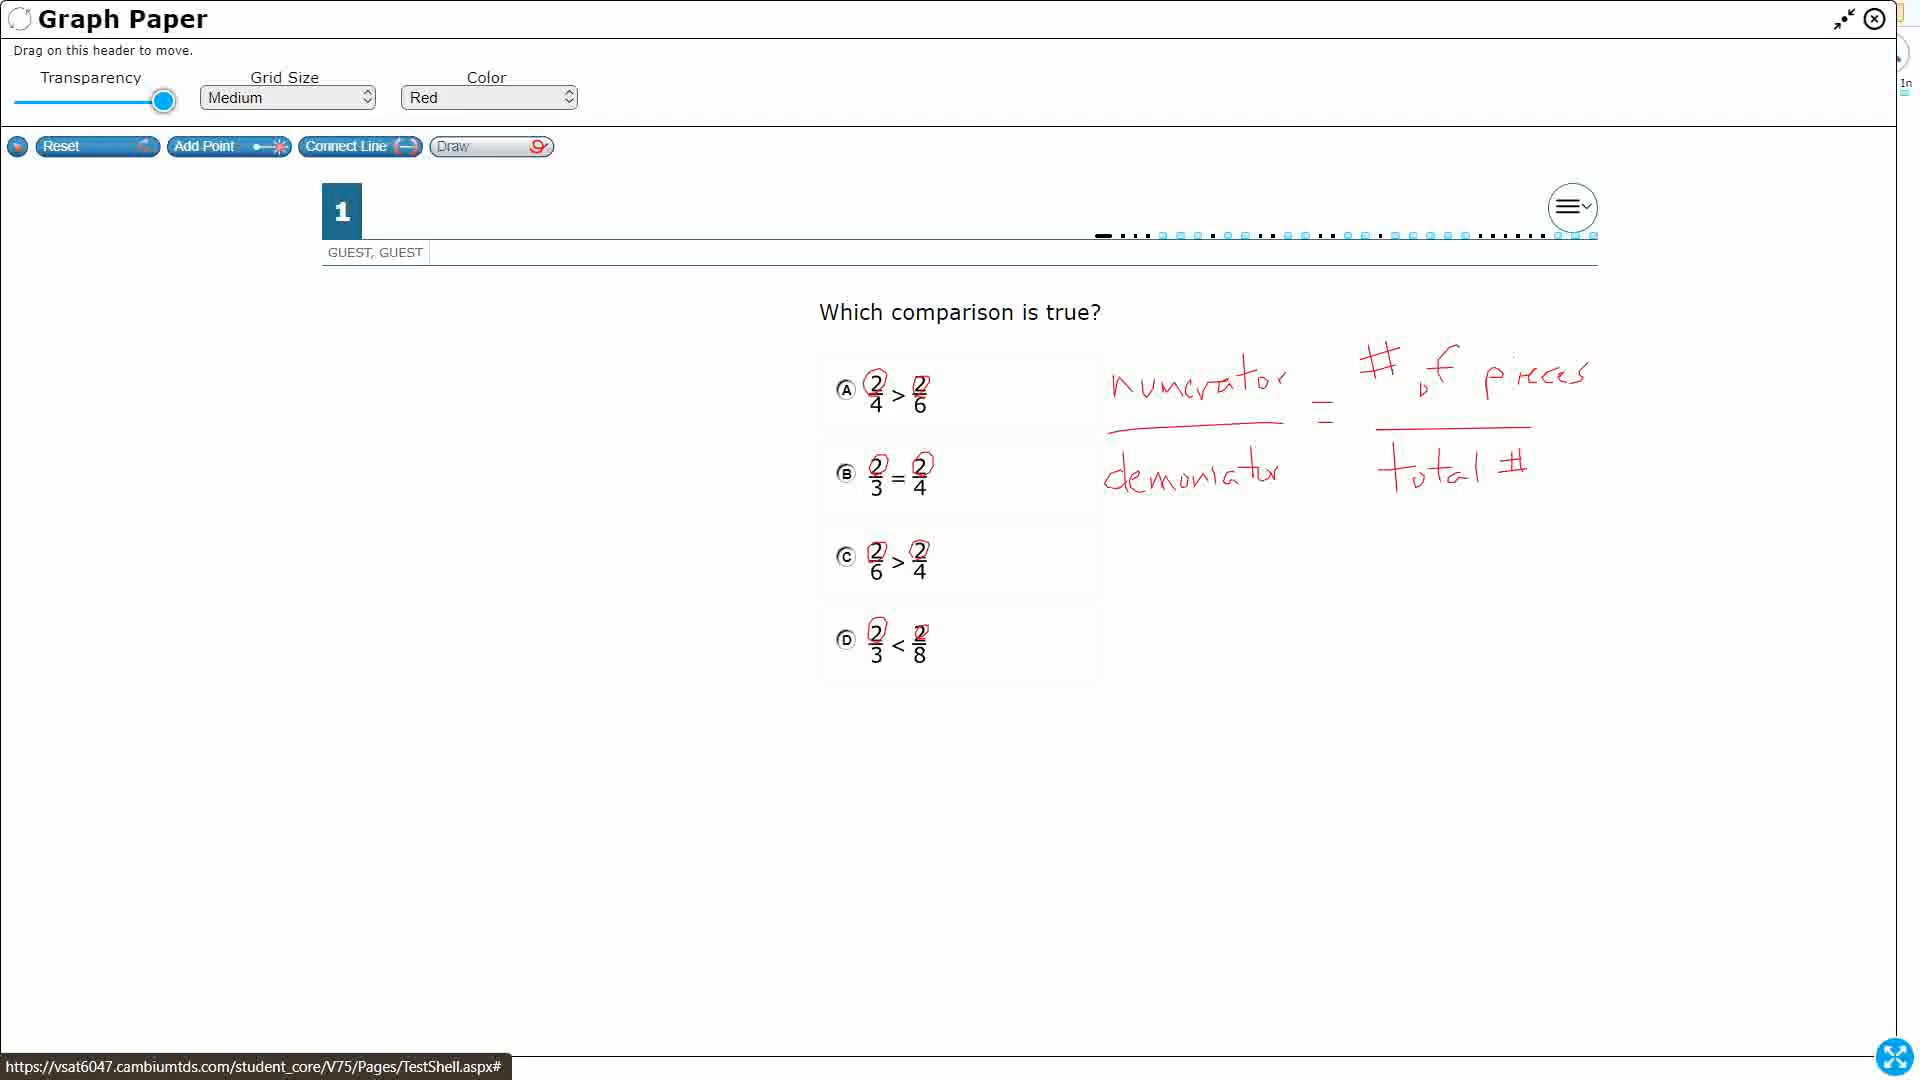 Graph Paper
Drag on this header to move.
Transparency Grid Size Color
Medium Red
Reset Add Point Connect Line Draw
1
GUEST, GUEST
Which comparison is true?
A 2/4 > 2/6
B 2/3 = 2/4
C 2/6 > 2/4
D 2/3 < 2/8
numerator = # of pieces
demoniator total #
In
https://vsat6047.cambiumtds.com/student_core/V75/Pages/TestShell.aspx#